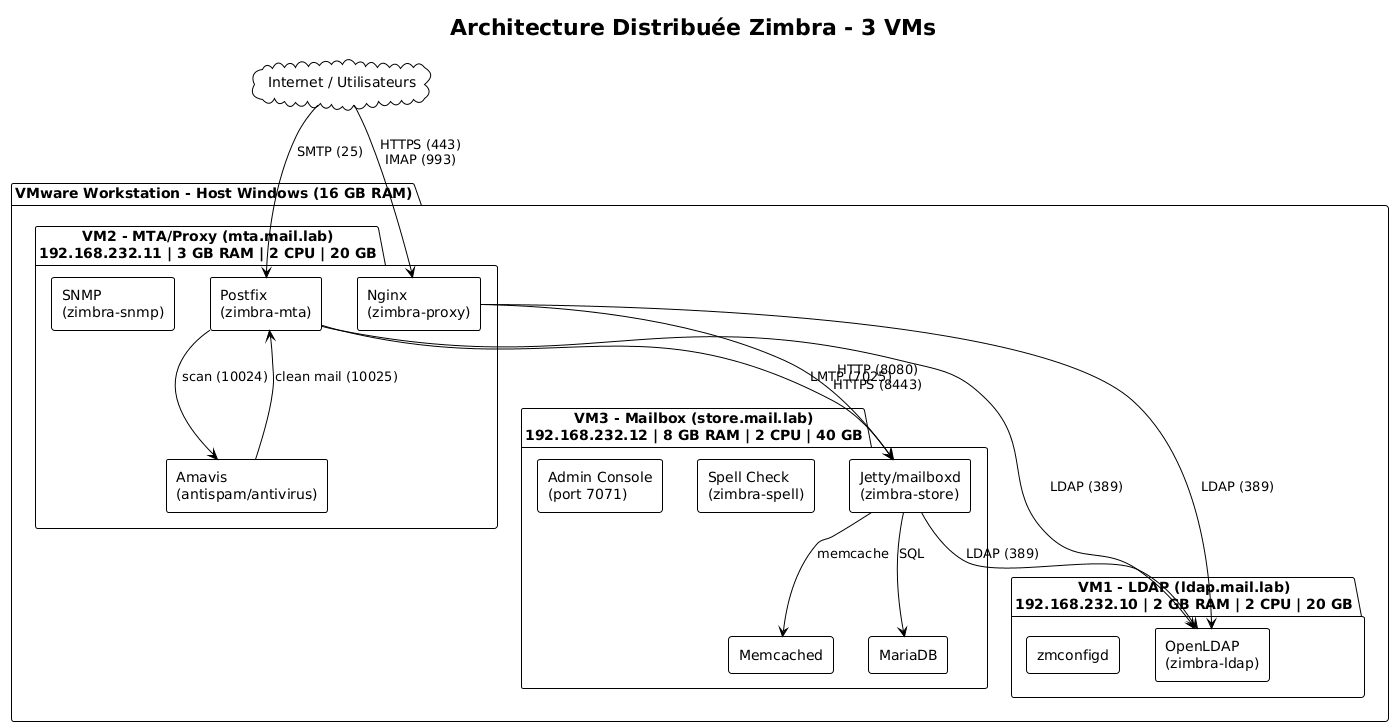 Architecture Distribuée Zimbra - 3 VMs
Internet / Utilisateurs
SMTP (25)
HTTPS (443)
IMAP (993)
VMware Workstation - Host Windows (16 GB RAM)
VM2 - MTA/Proxy (mta.mail.lab)
192.168.232.11 | 3 GB RAM | 2 CPU | 20 GB
SNMP
(zimbra-snmp)
Postfix
(zimbra-mta)
Nginx
(zimbra-proxy)
scan (10024)
clean mail (10025)
Amavis
(antispam/antivirus)
LMTP (7025)
HTTP (8080)
HTTPS (8443)
VM3 - Mailbox (store.mail.lab)
192.168.232.12 | 8 GB RAM | 2 CPU | 40 GB
Admin Console
(port 7071)
Spell Check
(zimbra-spell)
Jetty/mailboxd
(zimbra-store)
LDAP (389)
LDAP (389)
memcache
SQL
LDAP (389)
Memcached
MariaDB
VM1 - LDAP (ldap.mail.lab)
192.168.232.10 | 2 GB RAM | 2 CPU | 20 GB
zmconfigd
OpenLDAP
(zimbra-ldap)